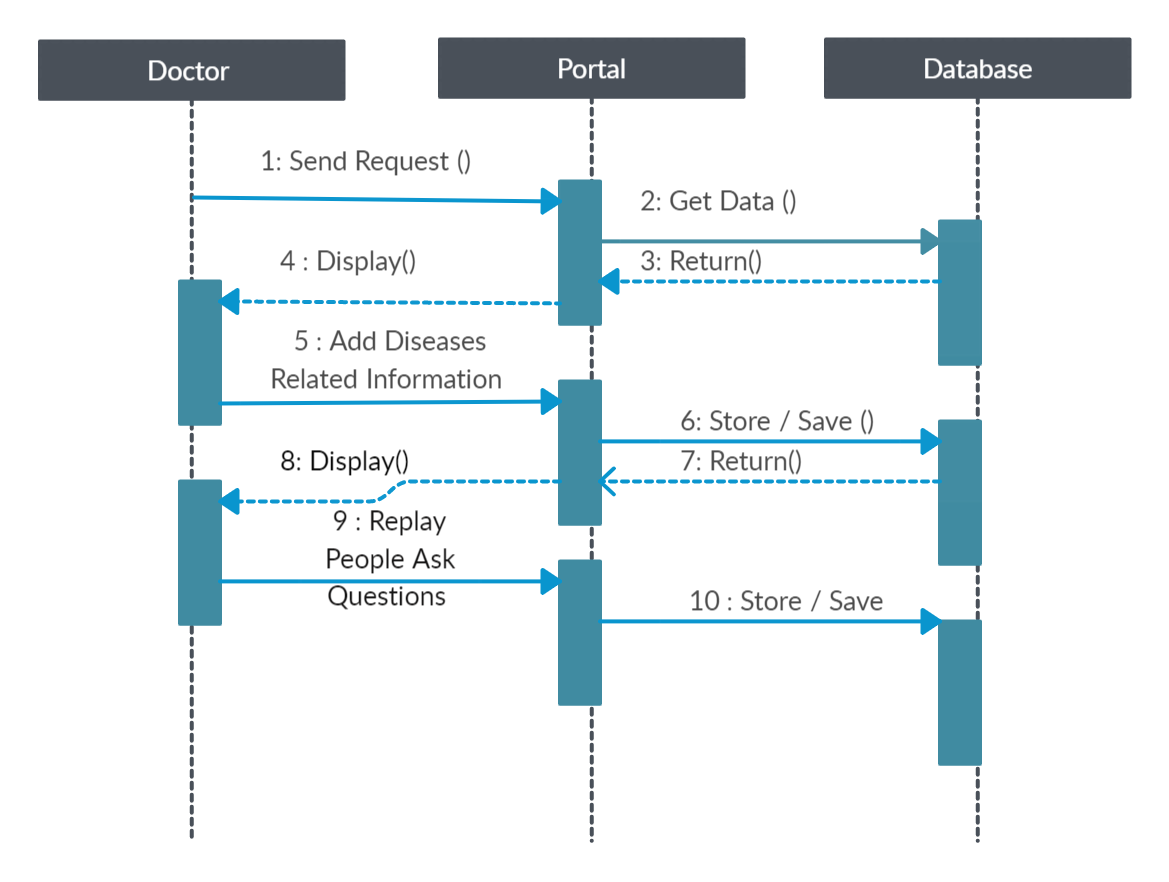 Doctor
Portal
Database
1: Send Request ()
2: Get Data ()
4 : Display()
3: Return()
5 : Add Diseases
Related Information
6: Store / Save ()
8: Display()
7: Return()
9 : Replay
People Ask
Questions
10 : Store / Save